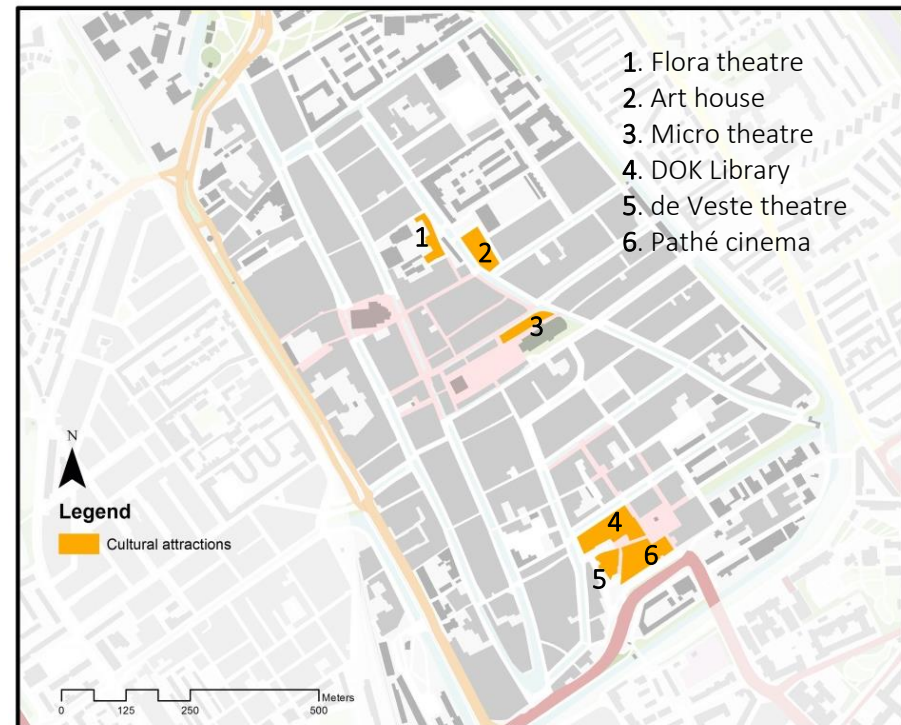 1. Flora theatre
2. Art house
3. Micro theatre
4. DOK Library
5. de Veste theatre
6. Pathé cinema
1
2
3
N
Legend
Cultural attractions
4
6
5
Meters
0 125 250 500